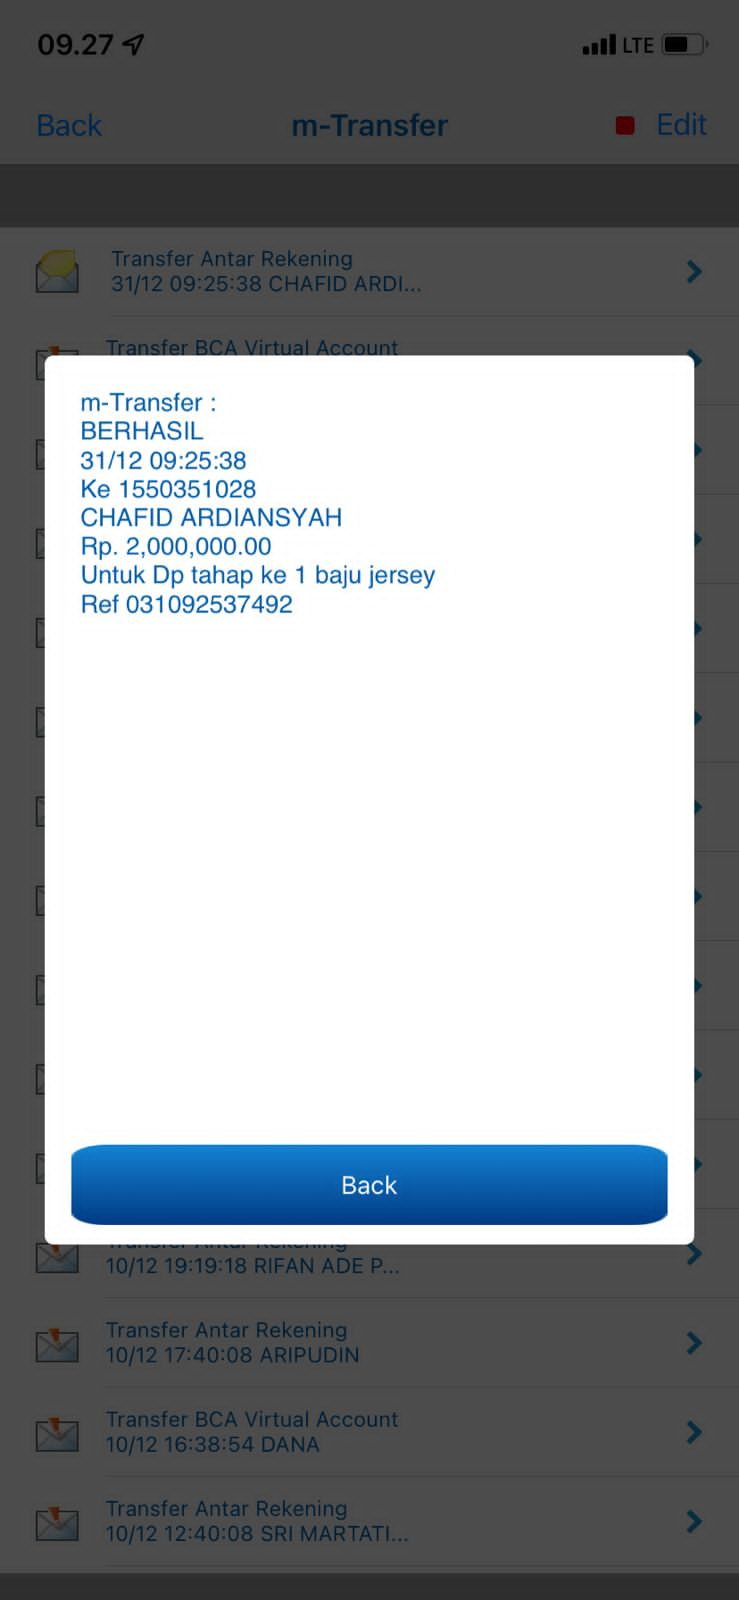 09.27
LTE
Back
m-Transfer
Edit
Transfer Antar Rekening
31/12 09:25:38 CHAFID ARDI...
Transfer BCA Virtual Account
m-Transfer :
BERHASIL
31/12 09:25:38
Ke 1550351028
CHAFID ARDIANSYAH
Rp. 2,000,000.00
Untuk Dp tahap ke 1 baju jersey
Ref 031092537492
Back
Transfer Antar Rekening
10/12 19:19:18 RIFAN ADE P...
Transfer Antar Rekening
10/12 17:40:08 ARIPUDIN
Transfer BCA Virtual Account
10/12 16:38:54 DANA
Transfer Antar Rekening
10/12 12:40:08 SRI MARTATI...